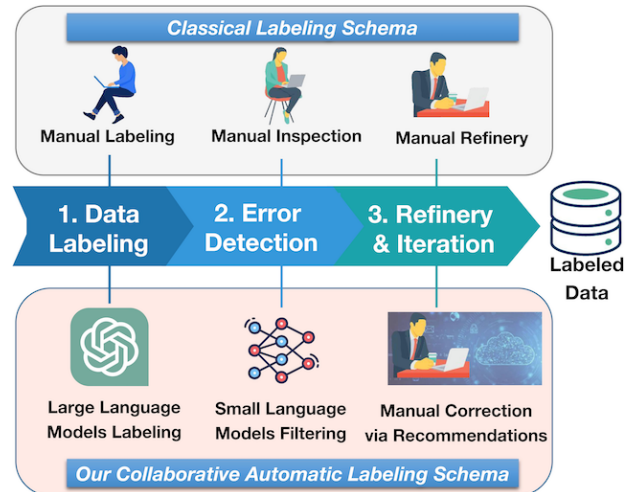 Classical Labeling Schema
Manual Labeling
Manual Inspection
Manual Refinery
1. Data
Labeling
2. Error
Detection
3. Refinery
& Iteration
Labeled
Data
Large Language
Models Labeling
Small Language
Models Filtering
Manual Correction
via Recommendations
Our Collaborative Automatic Labeling Schema